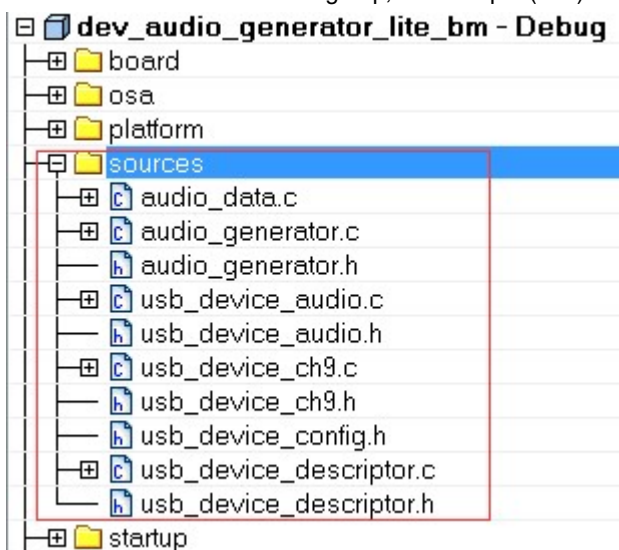 dev_audio_generator_lite_bm - Debug
board
osa
platform
sources
audio_data.c
audio_generator.c
audio_generator.h
usb_device_audio.c
usb_device_audio.h
usb_device_ch9.c
usb_device_ch9.h
usb_device_config.h
usb_device_descriptor.c
usb_device_descriptor.h
startup